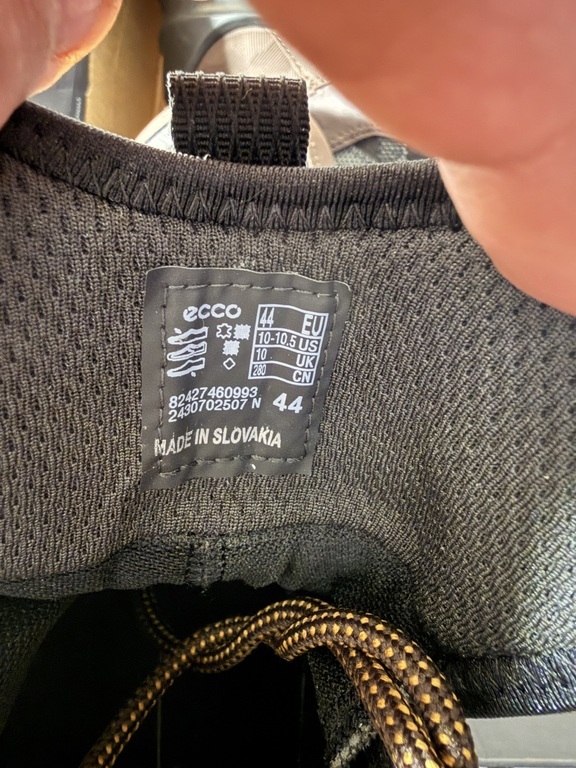 ecco
44 EU
10-10.5 US
10 UK
280 CN
82427460993
2430702507 N 44
MADE IN SLOVAKIA